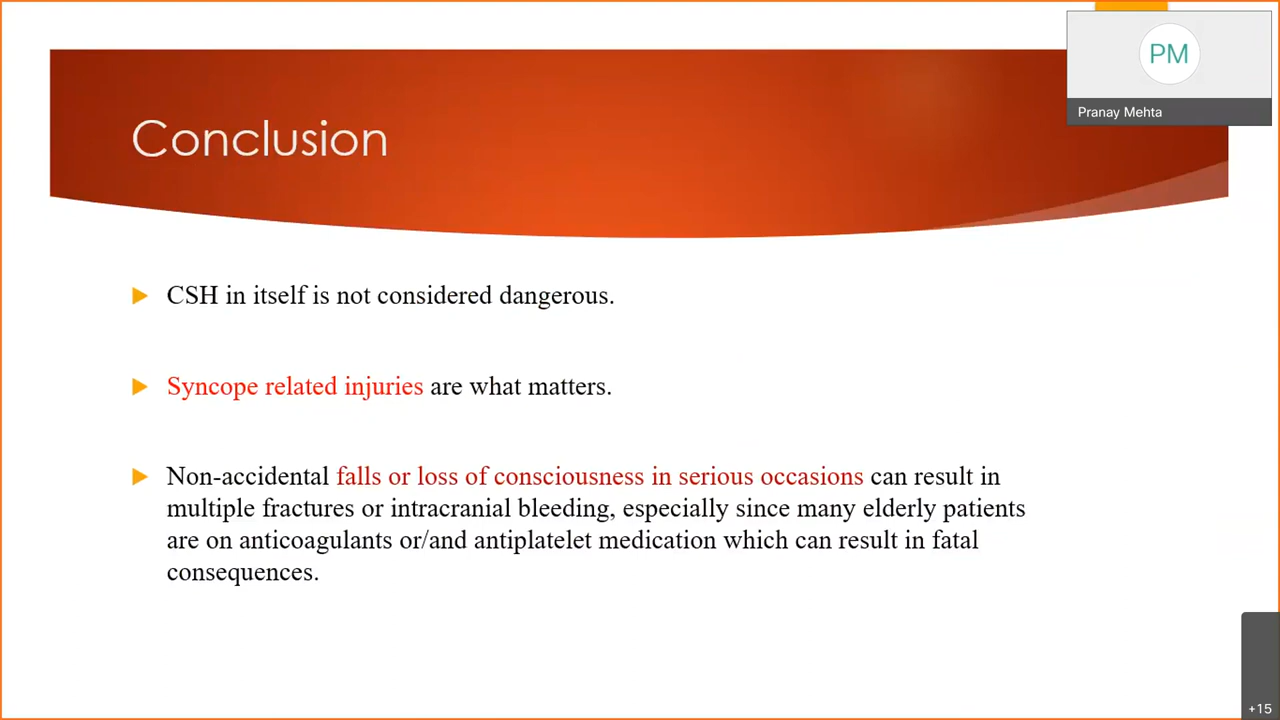 PM
Pranay Mehta
Conclusion
CSH in itself is not considered dangerous.
Syncope related injuries are what matters.
Non-accidental falls or loss of consciousness in serious occasions can result in
multiple fractures or intracranial bleeding, especially since many elderly patients
are on anticoagulants or/and antiplatelet medication which can result in fatal
consequences.
+15